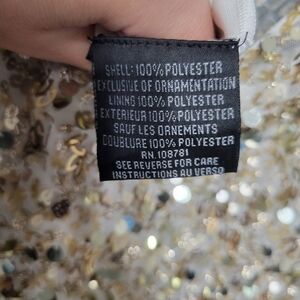 SHELL: 100% POLYESTER
EXCLUSIVE OF ORNAMENTATION
LINING 100% POLYESTER
EXTERIEUR 100% POLYESTER
SAUF LES ORNEMENTS
DOUBLURE 100% POLYESTER
RN. 108781
SEE REVERSE FOR CARE
INSTRUCTIONS AU VERSO